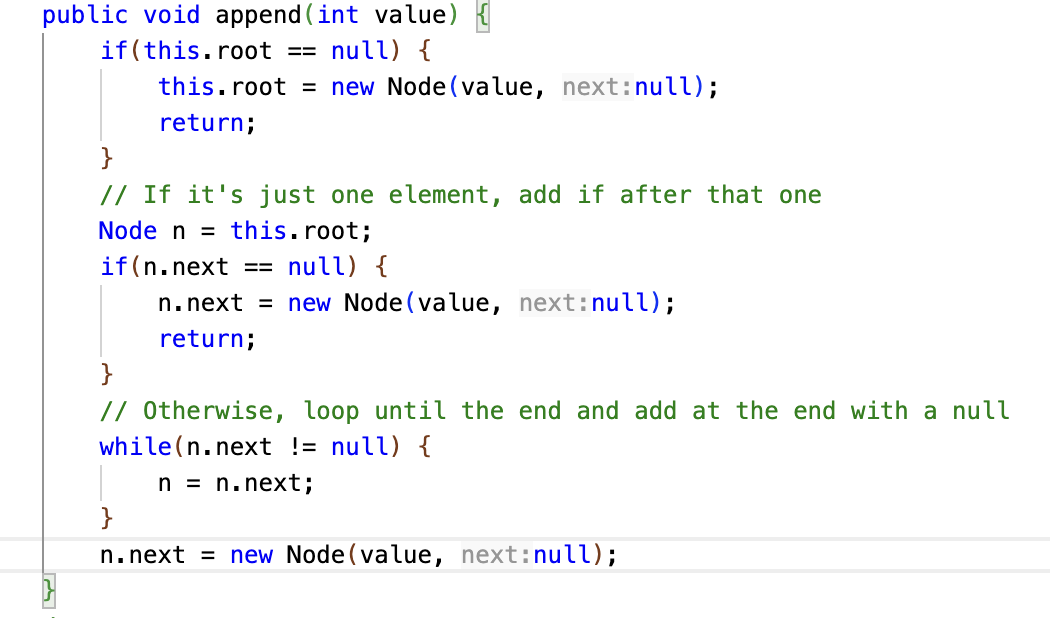 public void append(int value) {
if(this.root == null) {
this.root = new Node(value, next:null);
return;
}
// If it's just one element, add if after that one
Node n = this.root;
if(n.next == null) {
n.next = new Node(value, next:null);
return;
}
// Otherwise, loop until the end and add at the end with a null
while(n.next != null) {
n = n.next;
}
n.next = new Node(value, next:null);
}